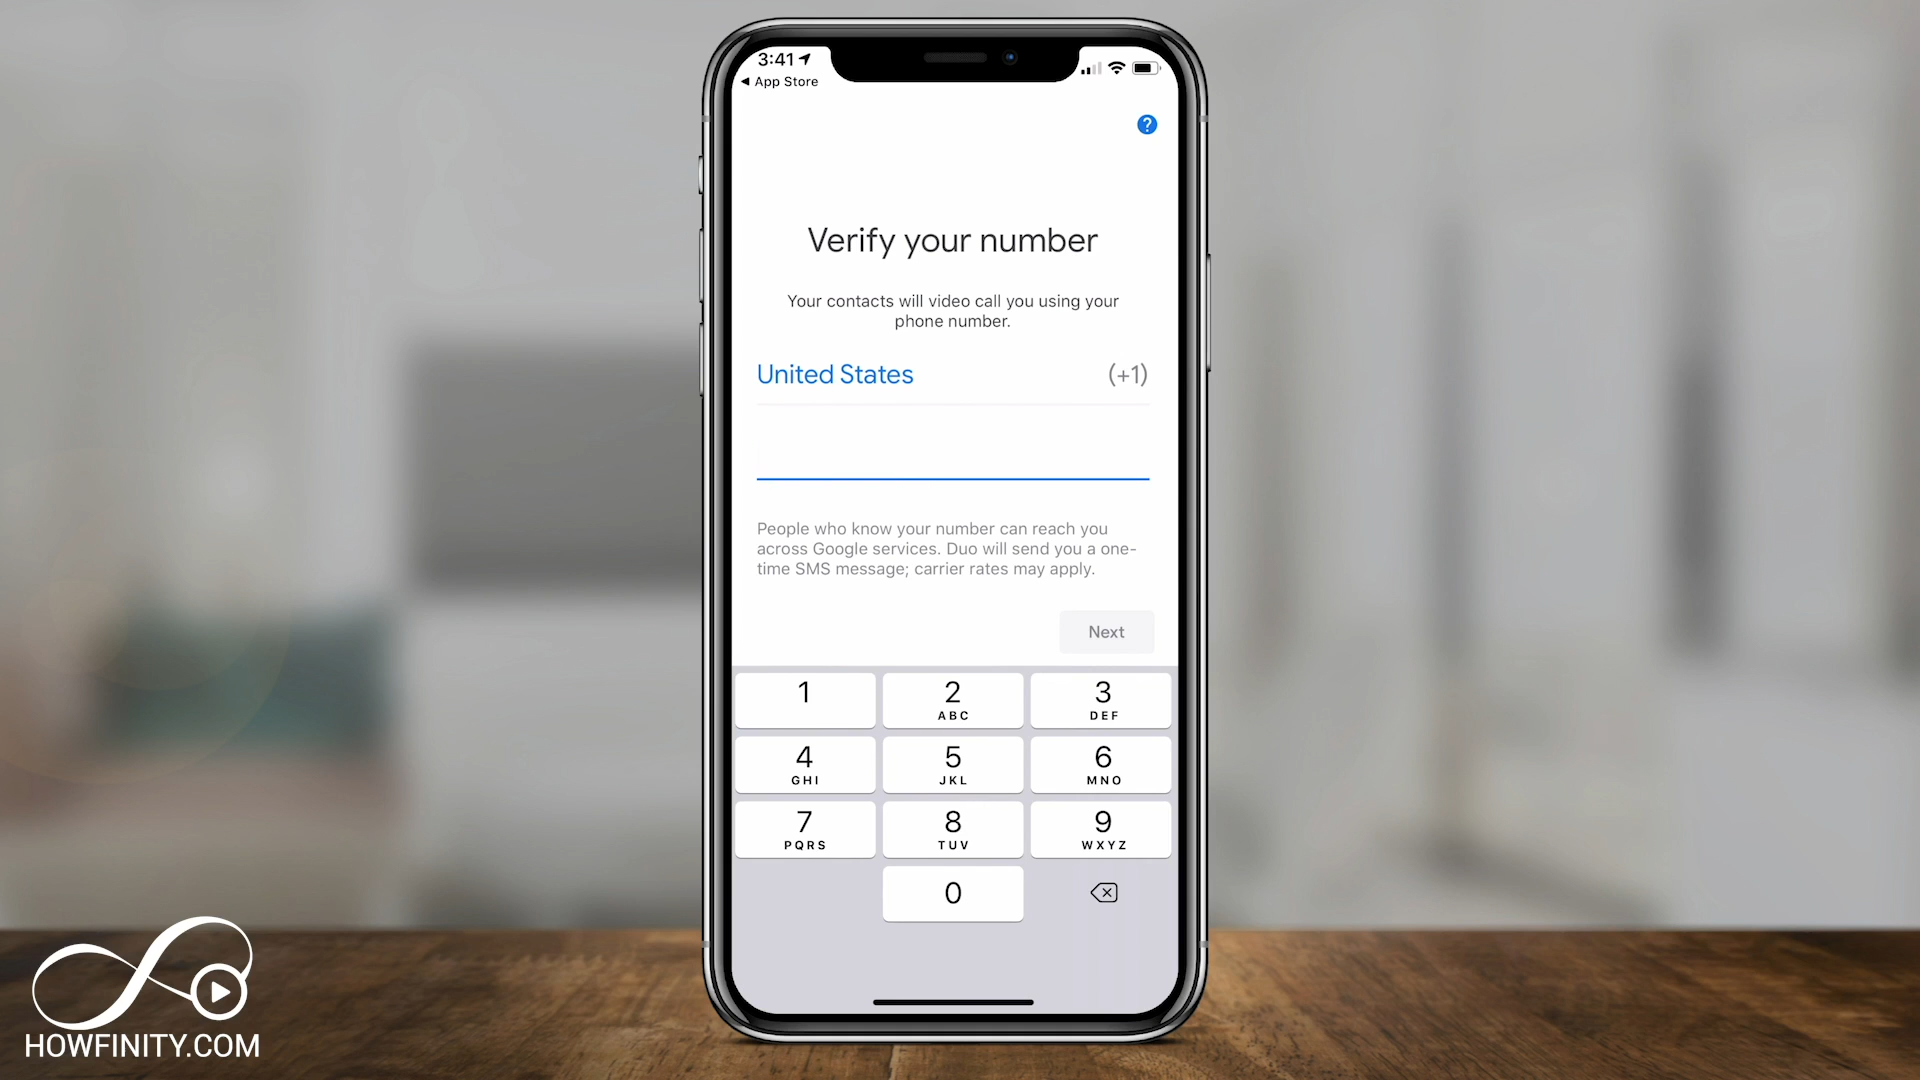 3:41
◀ App Store
?
Verify your number
Your contacts will video call you using your
phone number.
United States (+1)
People who know your number can reach you
across Google services. Duo will send you a one-
time SMS message; carrier rates may apply.
Next
1 2 3
ABC DEF
4 5 6
GHI JKL MNO
7 8 9
PQRS TUV WXYZ
0
HOWFINITY.COM